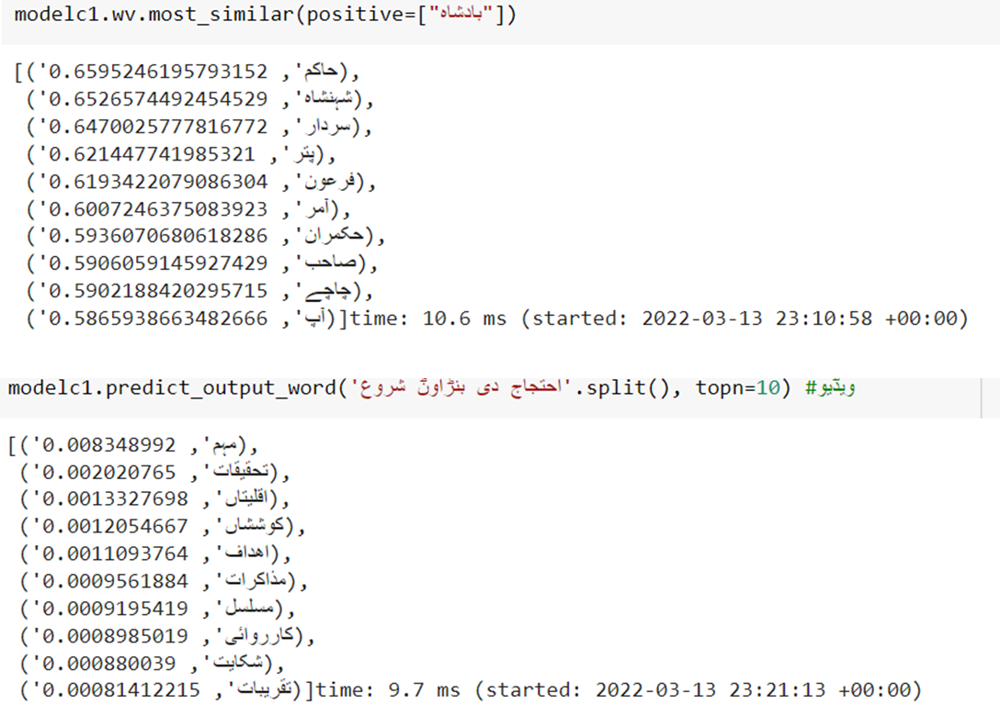 modelc1.wv.most_similar(positive=["بادشاہ"])
[('حاکم', 0.6595246195793152),
('شہنشاہ', 0.6526574492454529),
('سردار', 0.6470025777816772),
('پتر', 0.621447741985321),
('فرعون', 0.6193422079086304),
('آمر', 0.6007246375083923),
('حکمران', 0.5936070680618286),
('صاحب', 0.5906059145927429),
('چاچے', 0.5902188420295715),
('آپ', 0.5865938663482666)]time: 10.6 ms (started: 2022-03-13 23:10:58 +00:00)
modelc1.predict_output_word('احتجاج دی بنڑاونؐ شروع'.split(), topn=10) #ویڈیو
[('مہم', 0.008348992),
('تحقیقات', 0.002020765),
('اقلیتاں', 0.0013327698),
('کوششاں', 0.0012054667),
('اھداف', 0.0011093764),
('مذاکرات', 0.0009561884),
('مسلسل', 0.0009195419),
('کارروائی', 0.0008985019),
('شکایت', 0.000880039),
('تقریبات', 0.00081412215)]time: 9.7 ms (started: 2022-03-13 23:21:13 +00:00)